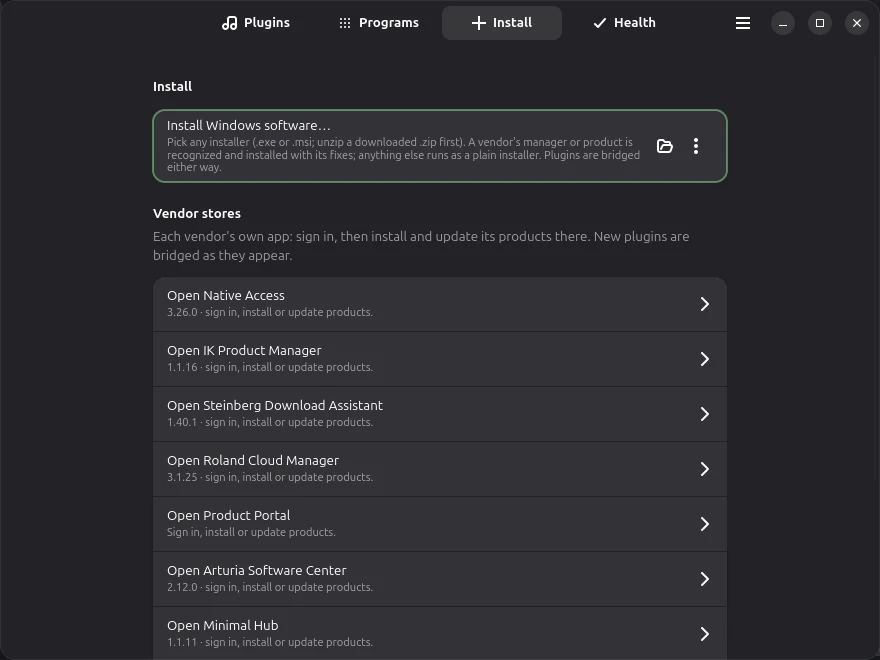 Plugins
Programs
Install
Health
Install
Install Windows software…
Pick any installer (.exe or .msi; unzip a downloaded .zip first). A vendor's manager or product is
recognized and installed with its fixes; anything else runs as a plain installer. Plugins are bridged
either way.
Vendor stores
Each vendor's own app: sign in, then install and update its products there. New plugins are
bridged as they appear.
Open Native Access
3.26.0 · sign in, install or update products.
Open IK Product Manager
1.1.16 · sign in, install or update products.
Open Steinberg Download Assistant
1.40.1 · sign in, install or update products.
Open Roland Cloud Manager
3.1.25 · sign in, install or update products.
Open Product Portal
Sign in, install or update products.
Open Arturia Software Center
2.12.0 · sign in, install or update products.
Open Minimal Hub
1.1.11 · sign in, install or update products.